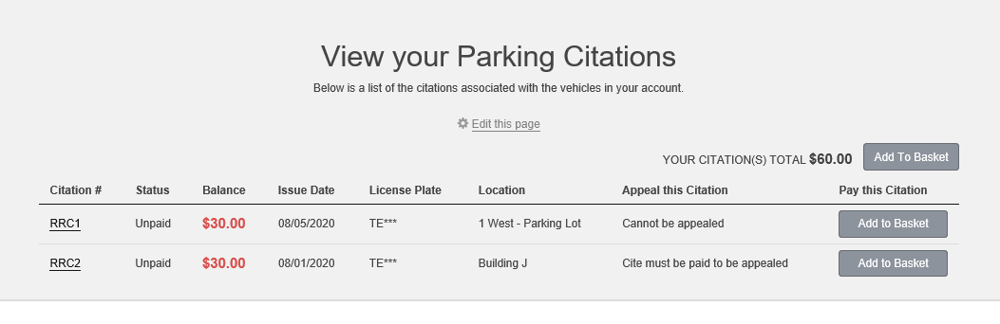 View your Parking Citations
Below is a list of the citations associated with the vehicles in your account.
Edit this page
YOUR CITATION(S) TOTAL $60.00 Add To Basket
Citation # Status Balance Issue Date License Plate Location Appeal this Citation Pay this Citation
RRC1 Unpaid $30.00 08/05/2020 TE*** 1 West - Parking Lot Cannot be appealed Add to Basket
RRC2 Unpaid $30.00 08/01/2020 TE*** Building J Cite must be paid to be appealed Add to Basket